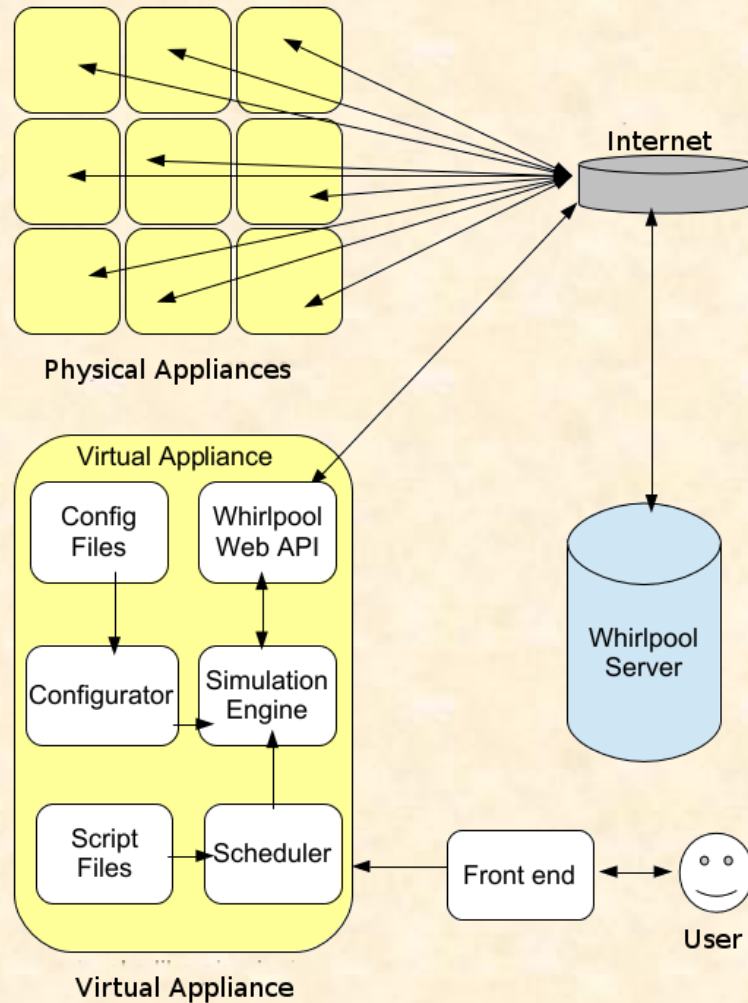 Internet
Physical Appliances
Virtual Appliance
Config
Files
Whirlpool
Web API
Configurator
Simulation
Engine
Whirlpool
Server
Script
Files
Scheduler
Front end
User
Virtual Appliance